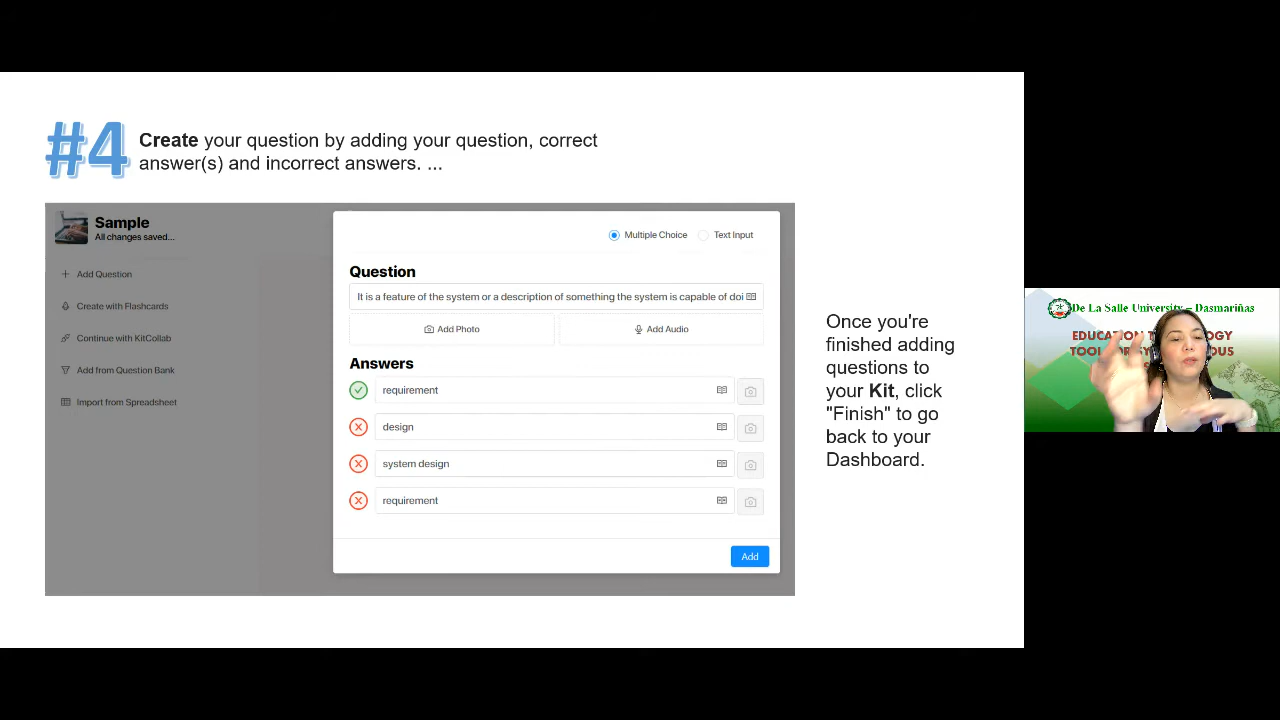 #4
Create your question by adding your question, correct
answer(s) and incorrect answers. ...
Sample
All changes saved...
Add Question
Create with Flashcards
Continue with KitCollab
Add from Question Bank
Import from Spreadsheet
Multiple Choice
Text Input
Question
It is a feature of the system or a description of something the system is capable of doi
Add Photo
Add Audio
Answers
requirement
design
system design
requirement
Add
Once you're
finished adding
questions to
your Kit, click
"Finish" to go
back to your
Dashboard.
De La Salle University – Dasmariñas